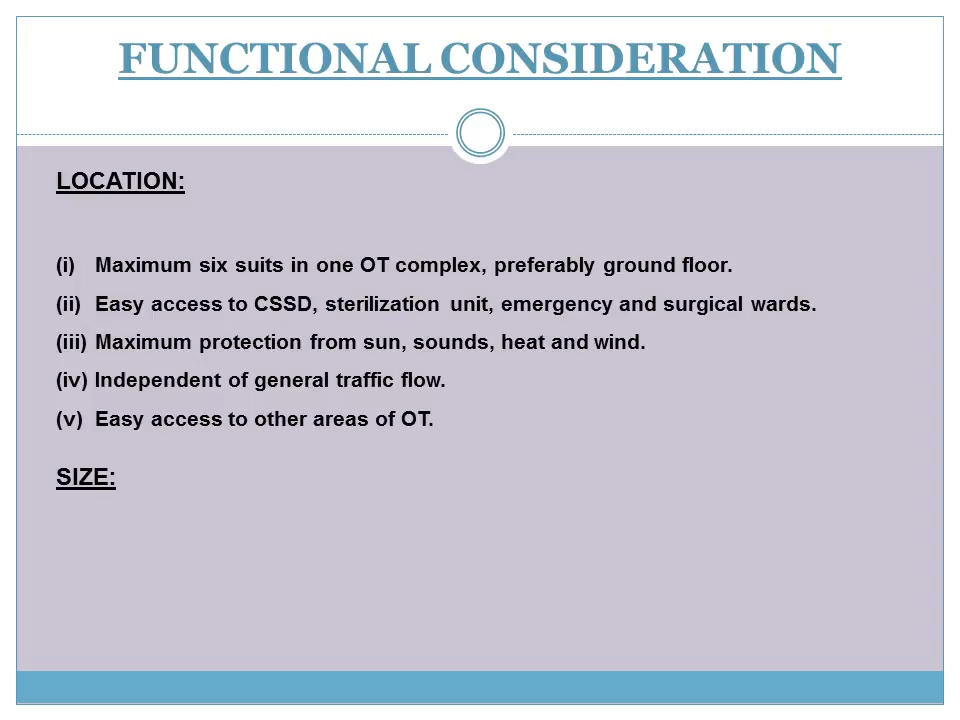 FUNCTIONAL CONSIDERATION
LOCATION:
(i) Maximum six suits in one OT complex, preferably ground floor.
(ii) Easy access to CSSD, sterilization unit, emergency and surgical wards.
(iii) Maximum protection from sun, sounds, heat and wind.
(iv) Independent of general traffic flow.
(v) Easy access to other areas of OT.
SIZE: